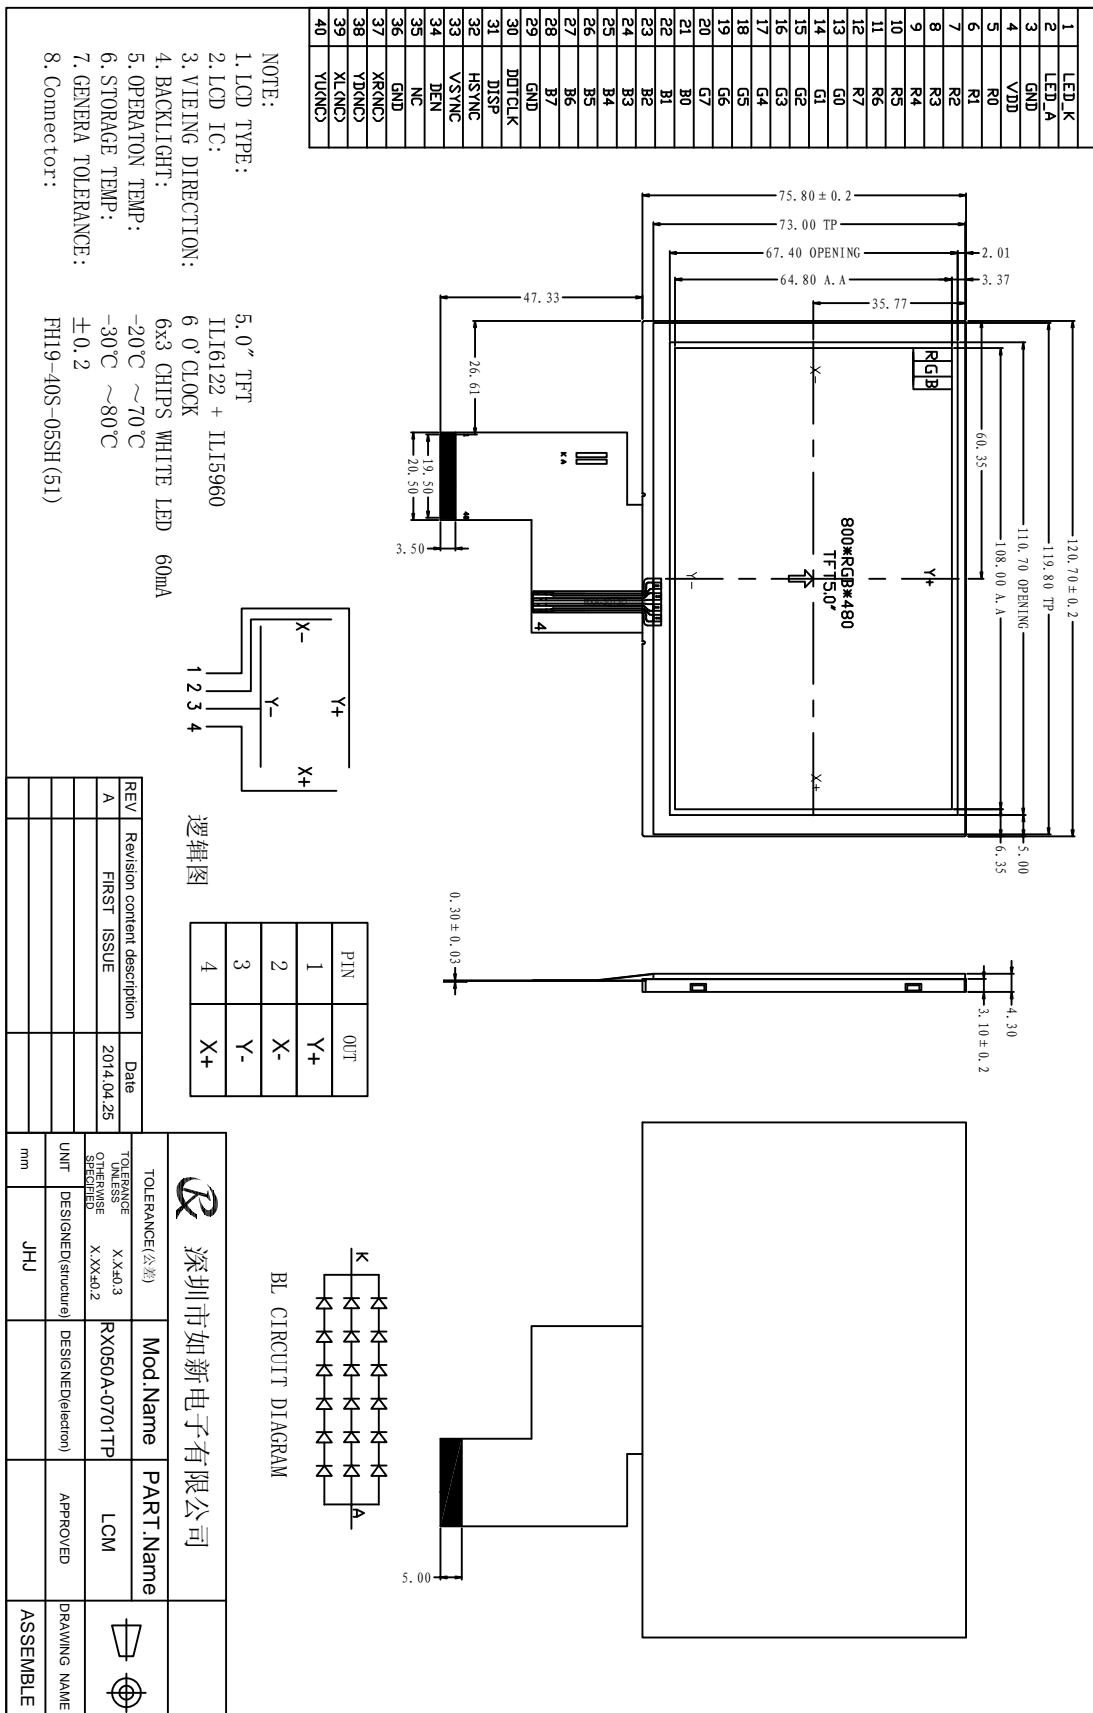 1 LED_K
2 LED_A
3 GND
4 VDD
5 R0
6 R1
7 R2
8 R3
9 R4
10 R5
11 R6
12 R7
13 G0
14 G1
15 G2
16 G3
17 G4
18 G5
19 G6
20 G7
21 B0
22 B1
23 B2
24 B3
25 B4
26 B5
27 B6
28 B7
29 GND
30 DOTCLK
31 DISP
32 HSYNC
33 VSYNC
34 DEN
35 NC
36 GND
37 XR(NC)
38 YD(NC)
39 XL(NC)
40 YU(NC)
120.70±0.2
119.80 TP
110.70 OPENING
108.00 A.A
60.35
5.00
6.35
75.80±0.2
73.00 TP
67.40 OPENING
64.80 A.A
35.77
2.01
3.37
47.33
26.61
19.50
20.50
3.50
RGB
X-
X+
Y+
Y-
800*RGB*480
TFT5.0"
K A
4
4.30
3.10±0.2
0.30±0.03
5.00
NOTE:
1.LCD TYPE: 5.0″ TFT
2.LCD IC: ILI6122 + ILI5960
3.VIEING DIRECTION: 6 O'CLOCK
4.BACKLIGHT: 6x3 CHIPS WHITE LED 60mA
5.OPERATON TEMP: -20℃ ～70℃
6.STORAGE TEMP: -30℃ ～80℃
7.GENERA TOLERANCE: ±0.2
8.Connector: FH19-40S-05SH(51)
Y+
X-
X+
Y-
1 2 3 4
逻辑图
PIN OUT
1 Y+
2 X-
3 Y-
4 X+
K
A
BL CIRCUIT DIAGRAM
REV Revision content description Date
A FIRST ISSUE 2014.04.25
深圳市如新电子有限公司
TOLERANCE(公差) Mod.Name PART.Name
TOLERANCE UNLESS OTHERWISE SPECIFIED
X.X±0.3
X.XX±0.2
RX050A-0701TP LCM
UNIT DESIGNED(structure) DESIGNED(electron) APPROVED DRAWING NAME
mm JHJ ASSEMBLE